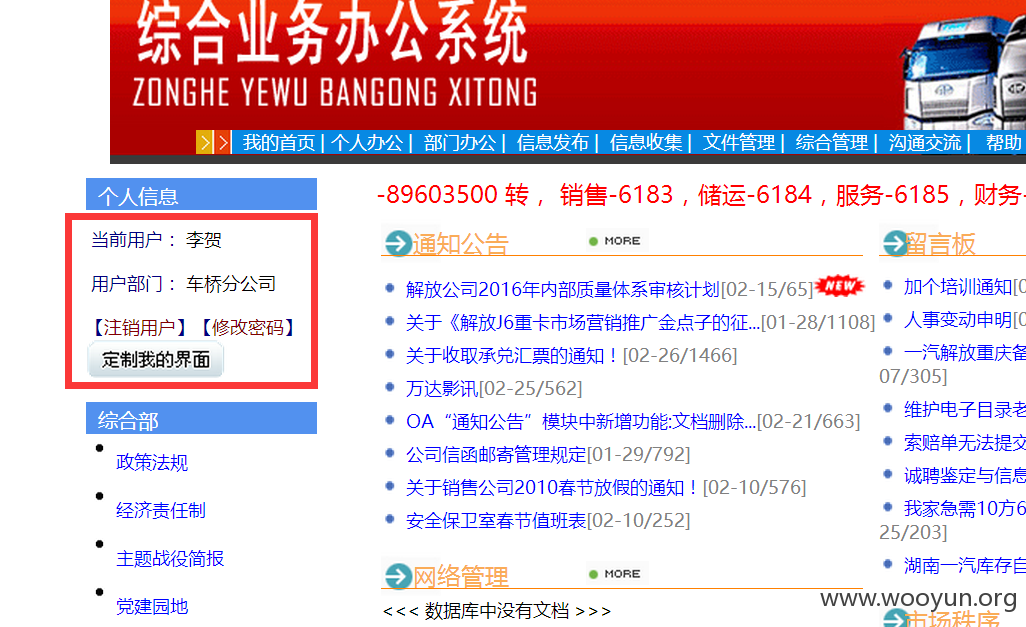 综合业务办公系统
ZONGHE YEWU BANGONG XITONG
我的首页 | 个人办公 | 部门办公 | 信息发布 | 信息收集 | 文件管理 | 综合管理 | 沟通交流 | 帮助
个人信息
当前用户： 李贺
用户部门： 车桥分公司
【注销用户】【修改密码】
定制我的界面
综合部
政策法规
经济责任制
主题战役简报
党建园地
-89603500 转， 销售-6183，储运-6184，服务-6185，财务-
通知公告
MORE
解放公司2016年内部质量体系审核计划[02-15/65] NEW
关于《解放J6重卡市场营销推广金点子的征...[01-28/1108]
关于收取承兑汇票的通知！[02-26/1466]
万达影讯[02-25/562]
OA“通知公告”模块中新增功能:文档删除...[02-21/663]
公司信函邮寄管理规定[01-29/792]
关于销售公司2010春节放假的通知！[02-10/576]
安全保卫室春节值班表[02-10/252]
网络管理
MORE
<<< 数据库中没有文档 >>>
留言板
加个培训通知[0
人事变动申明[0
一汽解放重庆备
07/305]
维护电子目录老
索赔单无法提交
诚聘鉴定与信息
我家急需10方6
25/203]
湖南一汽库存自
市场秩序
www.wooyun.org